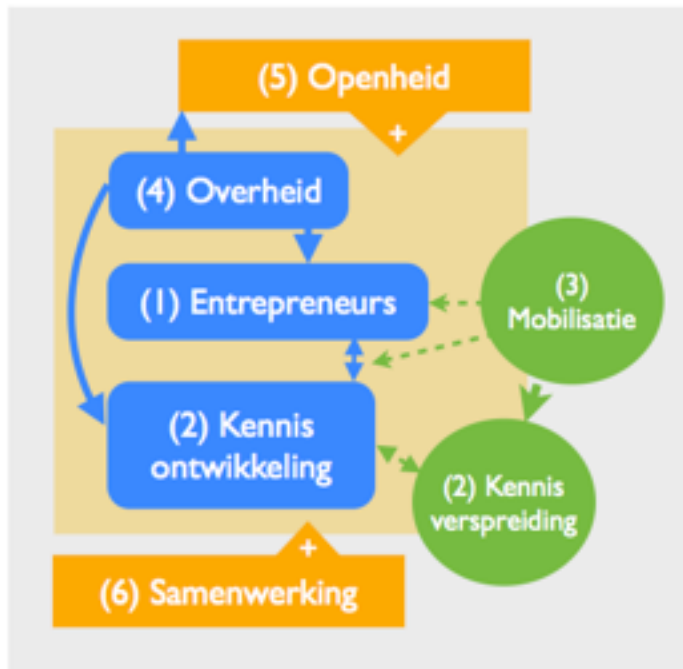 (5) Openheid
+
(4) Overheid
(1) Entrepreneurs
(3)
Mobilisatie
(2) Kennis
ontwikkeling
(2) Kennis
verspreiding
+
(6) Samenwerking